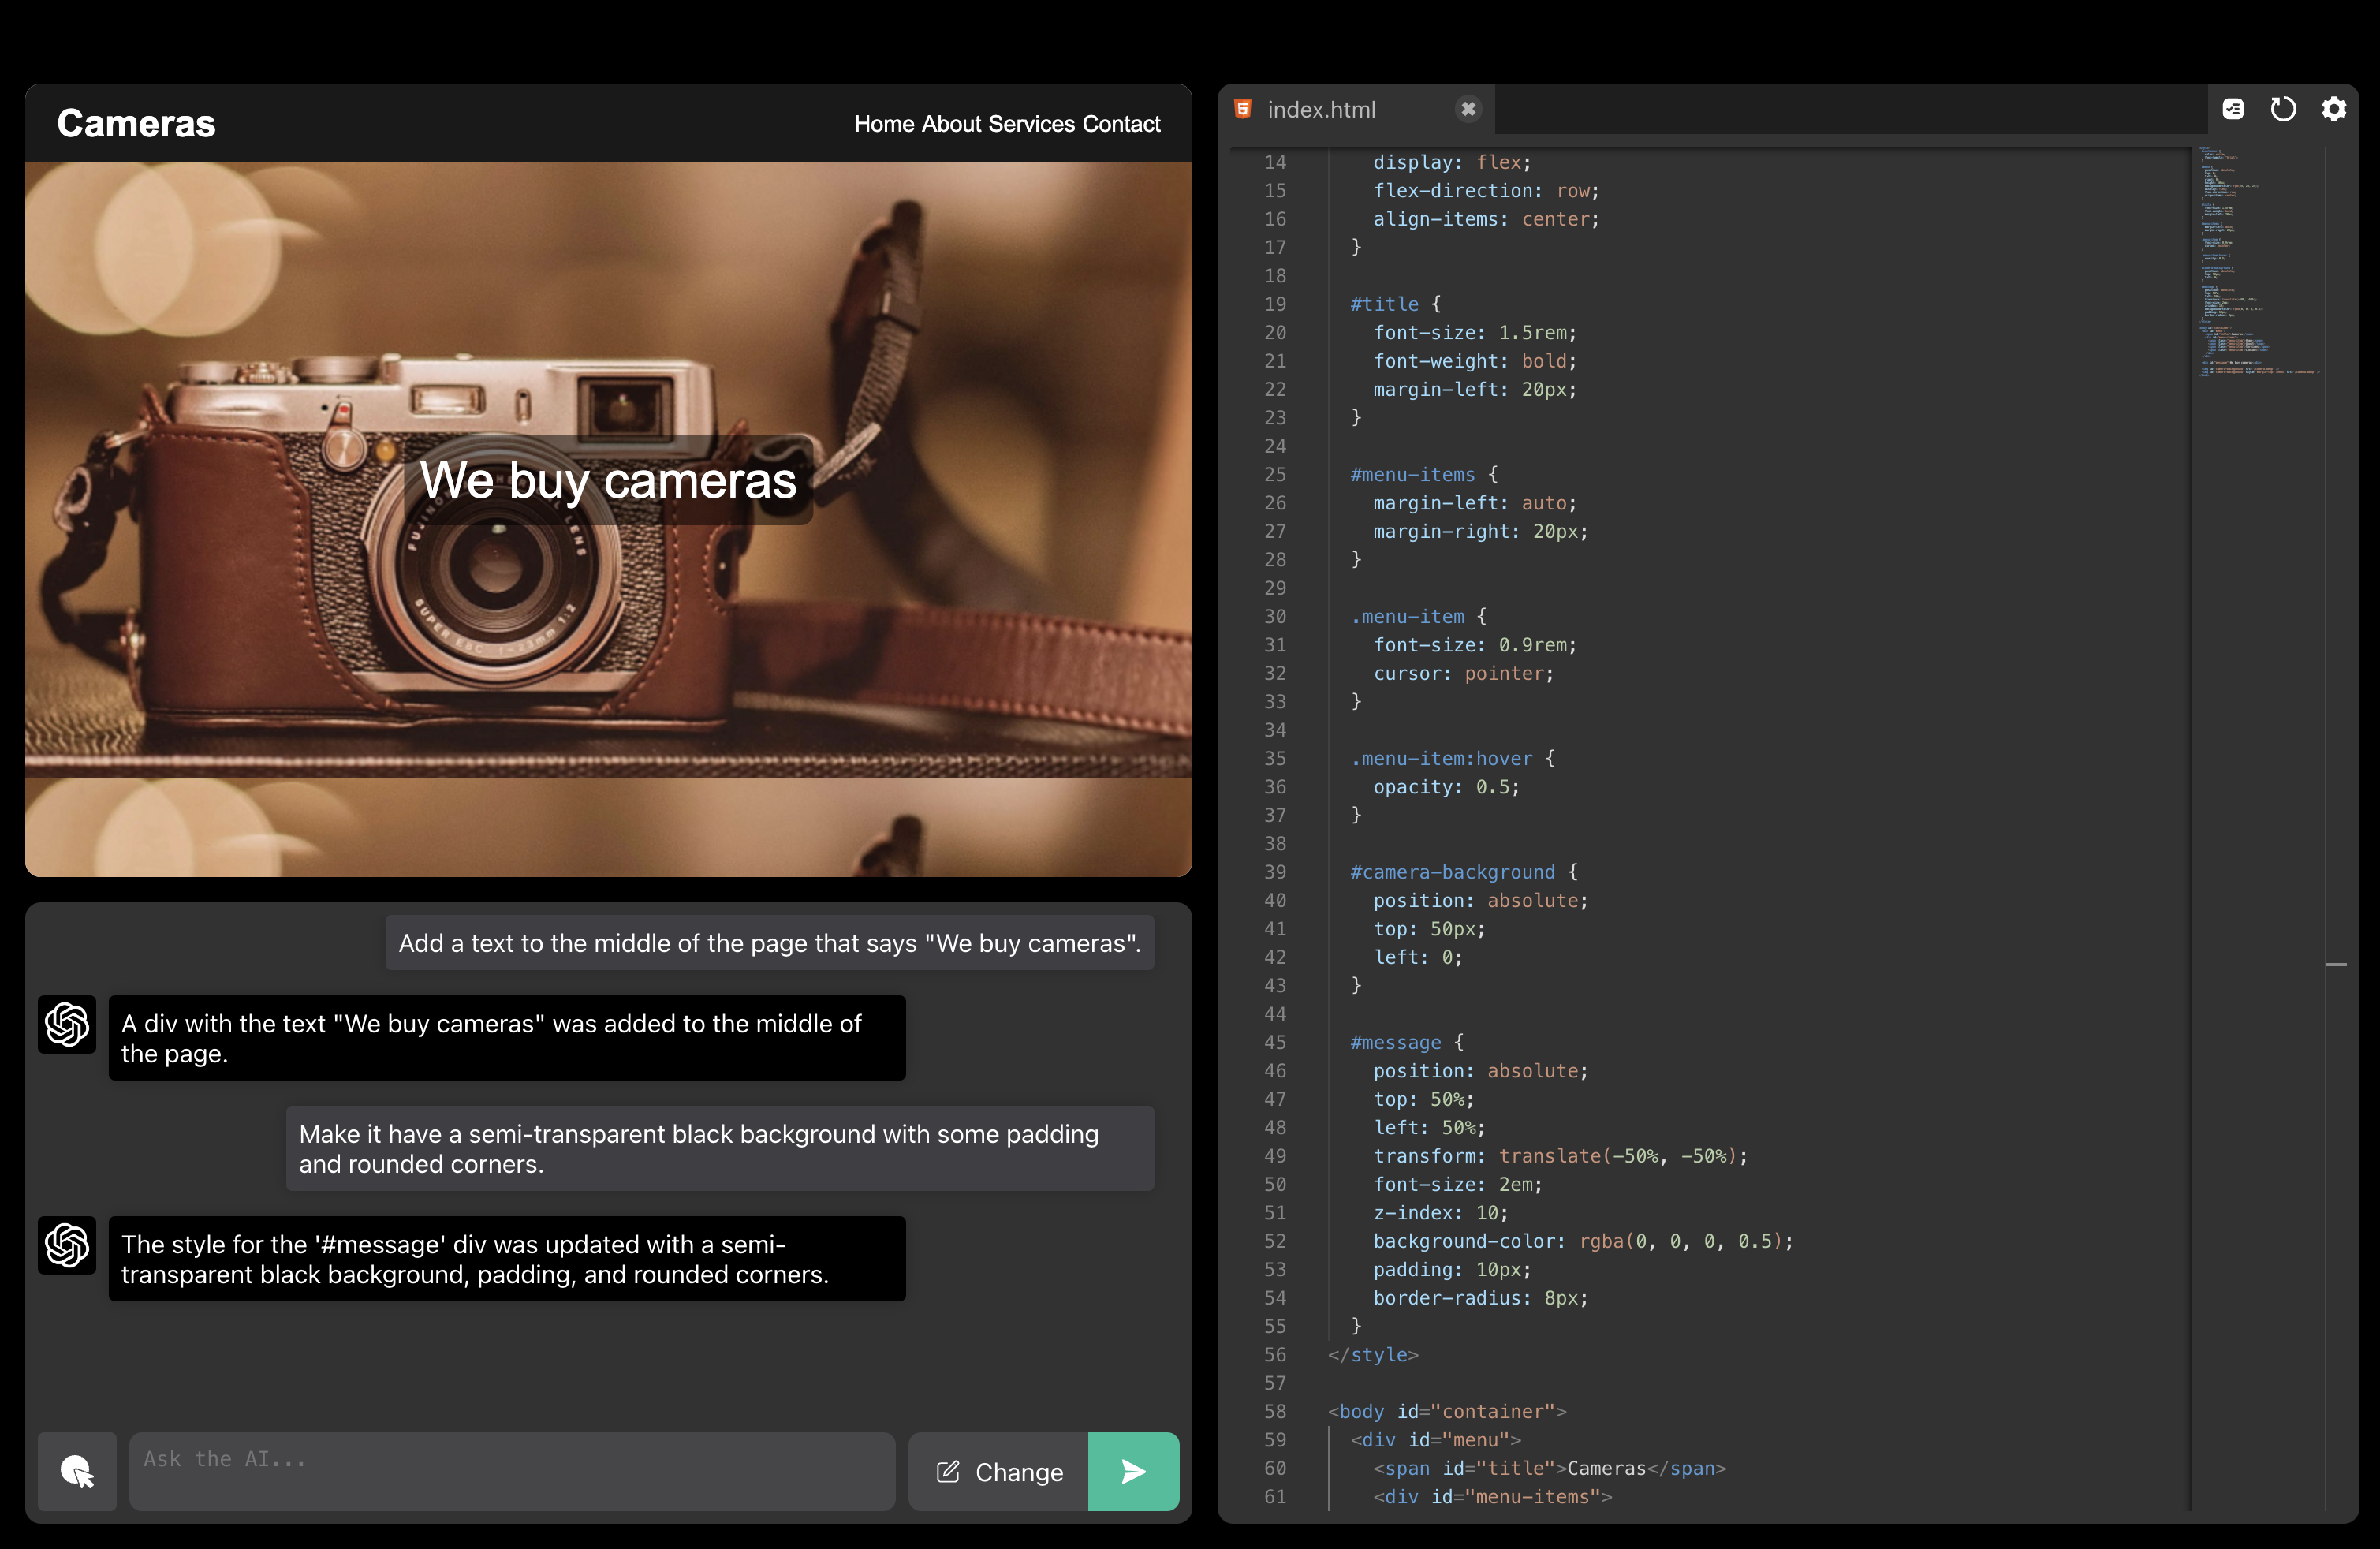 Cameras
Home About Services Contact
FUJINON
LENS
SUPER EBC f=23mm 1:2
We buy cameras
Add a text to the middle of the page that says "We buy cameras".
A div with the text "We buy cameras" was added to the middle of
the page.
Make it have a semi-transparent black background with some padding
and rounded corners.
The style for the '#message' div was updated with a semi-
transparent black background, padding, and rounded corners.
Ask the AI...
Change
index.html
14 display: flex;
15 flex-direction: row;
16 align-items: center;
17 }
18
19 #title {
20 font-size: 1.5rem;
21 font-weight: bold;
22 margin-left: 20px;
23 }
24
25 #menu-items {
26 margin-left: auto;
27 margin-right: 20px;
28 }
29
30 .menu-item {
31 font-size: 0.9rem;
32 cursor: pointer;
33 }
34
35 .menu-item:hover {
36 opacity: 0.5;
37 }
38
39 #camera-background {
40 position: absolute;
41 top: 50px;
42 left: 0;
43 }
44
45 #message {
46 position: absolute;
47 top: 50%;
48 left: 50%;
49 transform: translate(-50%, -50%);
50 font-size: 2em;
51 z-index: 10;
52 background-color: rgba(0, 0, 0, 0.5);
53 padding: 10px;
54 border-radius: 8px;
55 }
56 </style>
57
58 <body id="container">
59 <div id="menu">
60 <span id="title">Cameras</span>
61 <div id="menu-items">